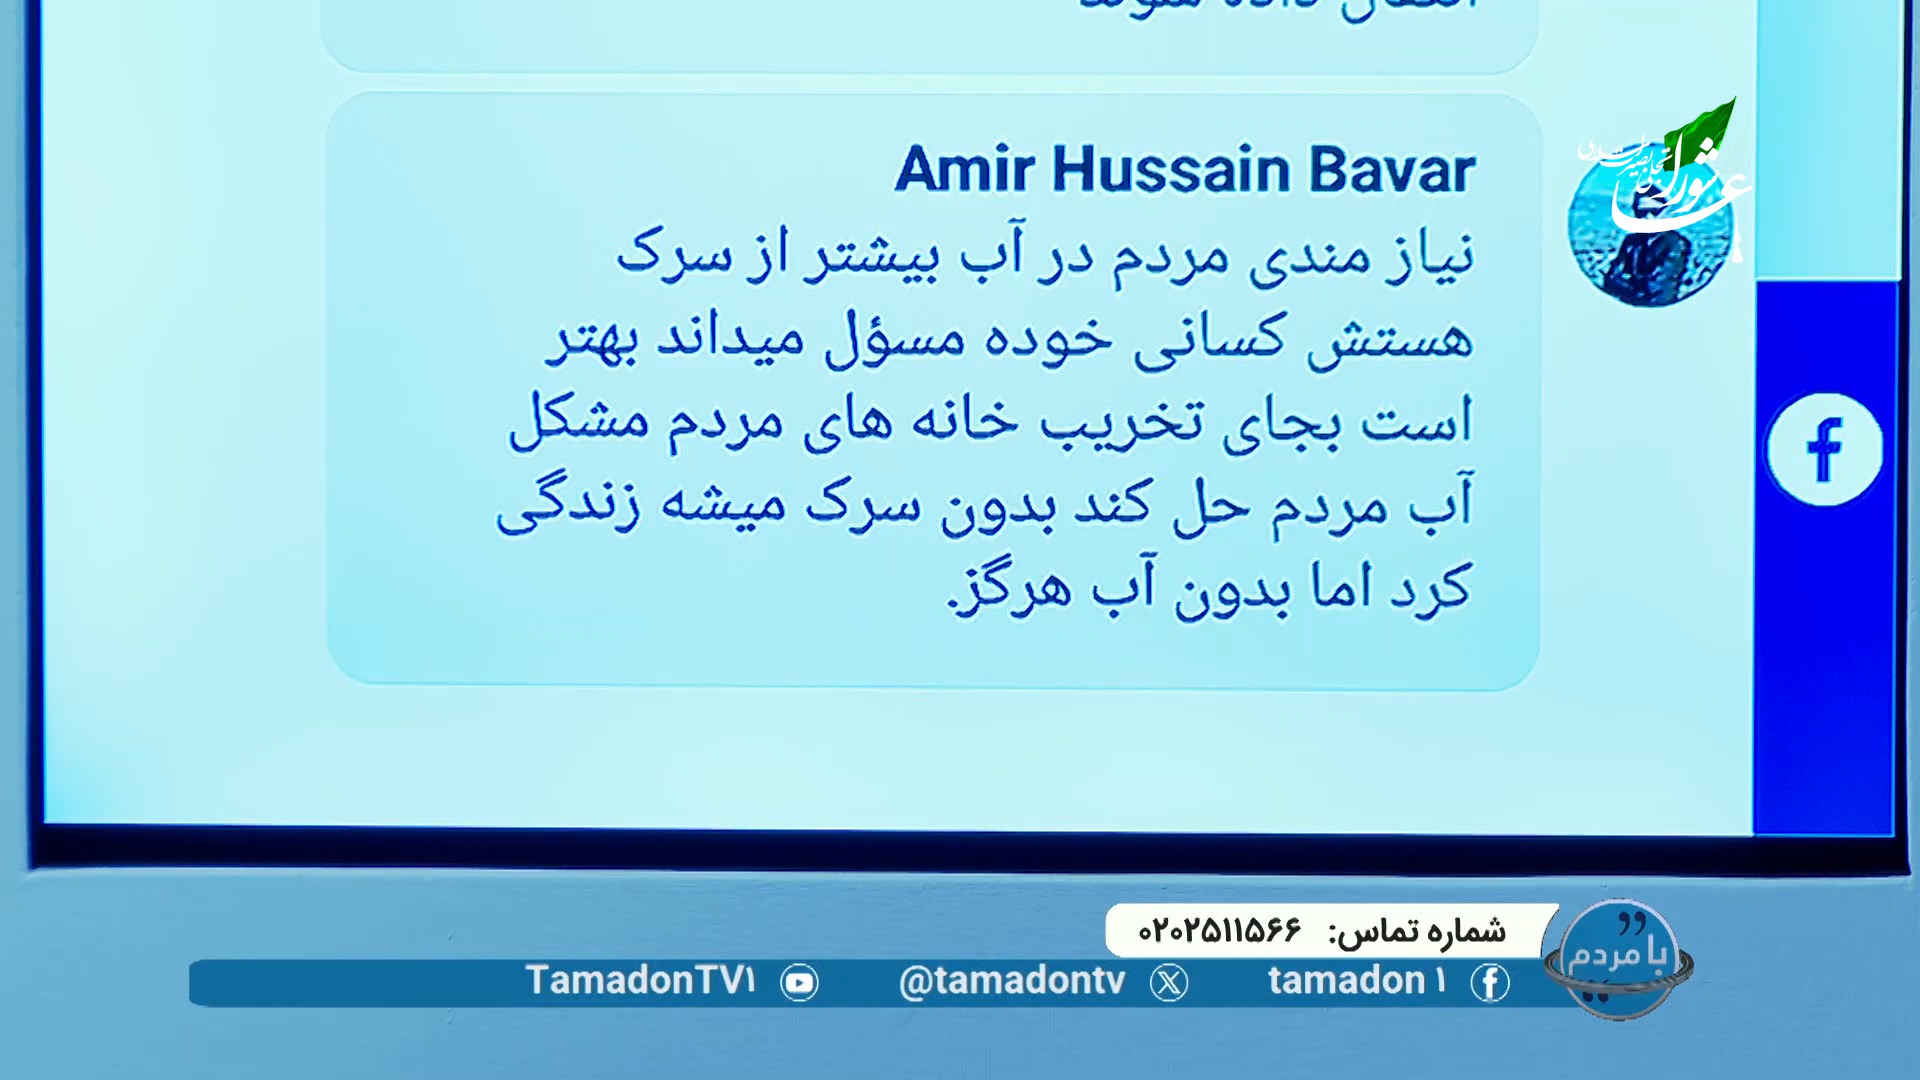 Amir Hussain Bavar
نیاز مندی مردم در آب بیشتر از سرک
هستش کسانی خوده مسؤل میداند بهتر
است بجای تخریب خانه های مردم مشکل
آب مردم حل کند بدون سرک میشه زندگی
کرد اما بدون آب هرگز.
عاشورا
شماره تماس: ۰۲۰۲۵۱۱۵۶۶
با مردم
tamadon ۱
@tamadontv
TamadonTV۱